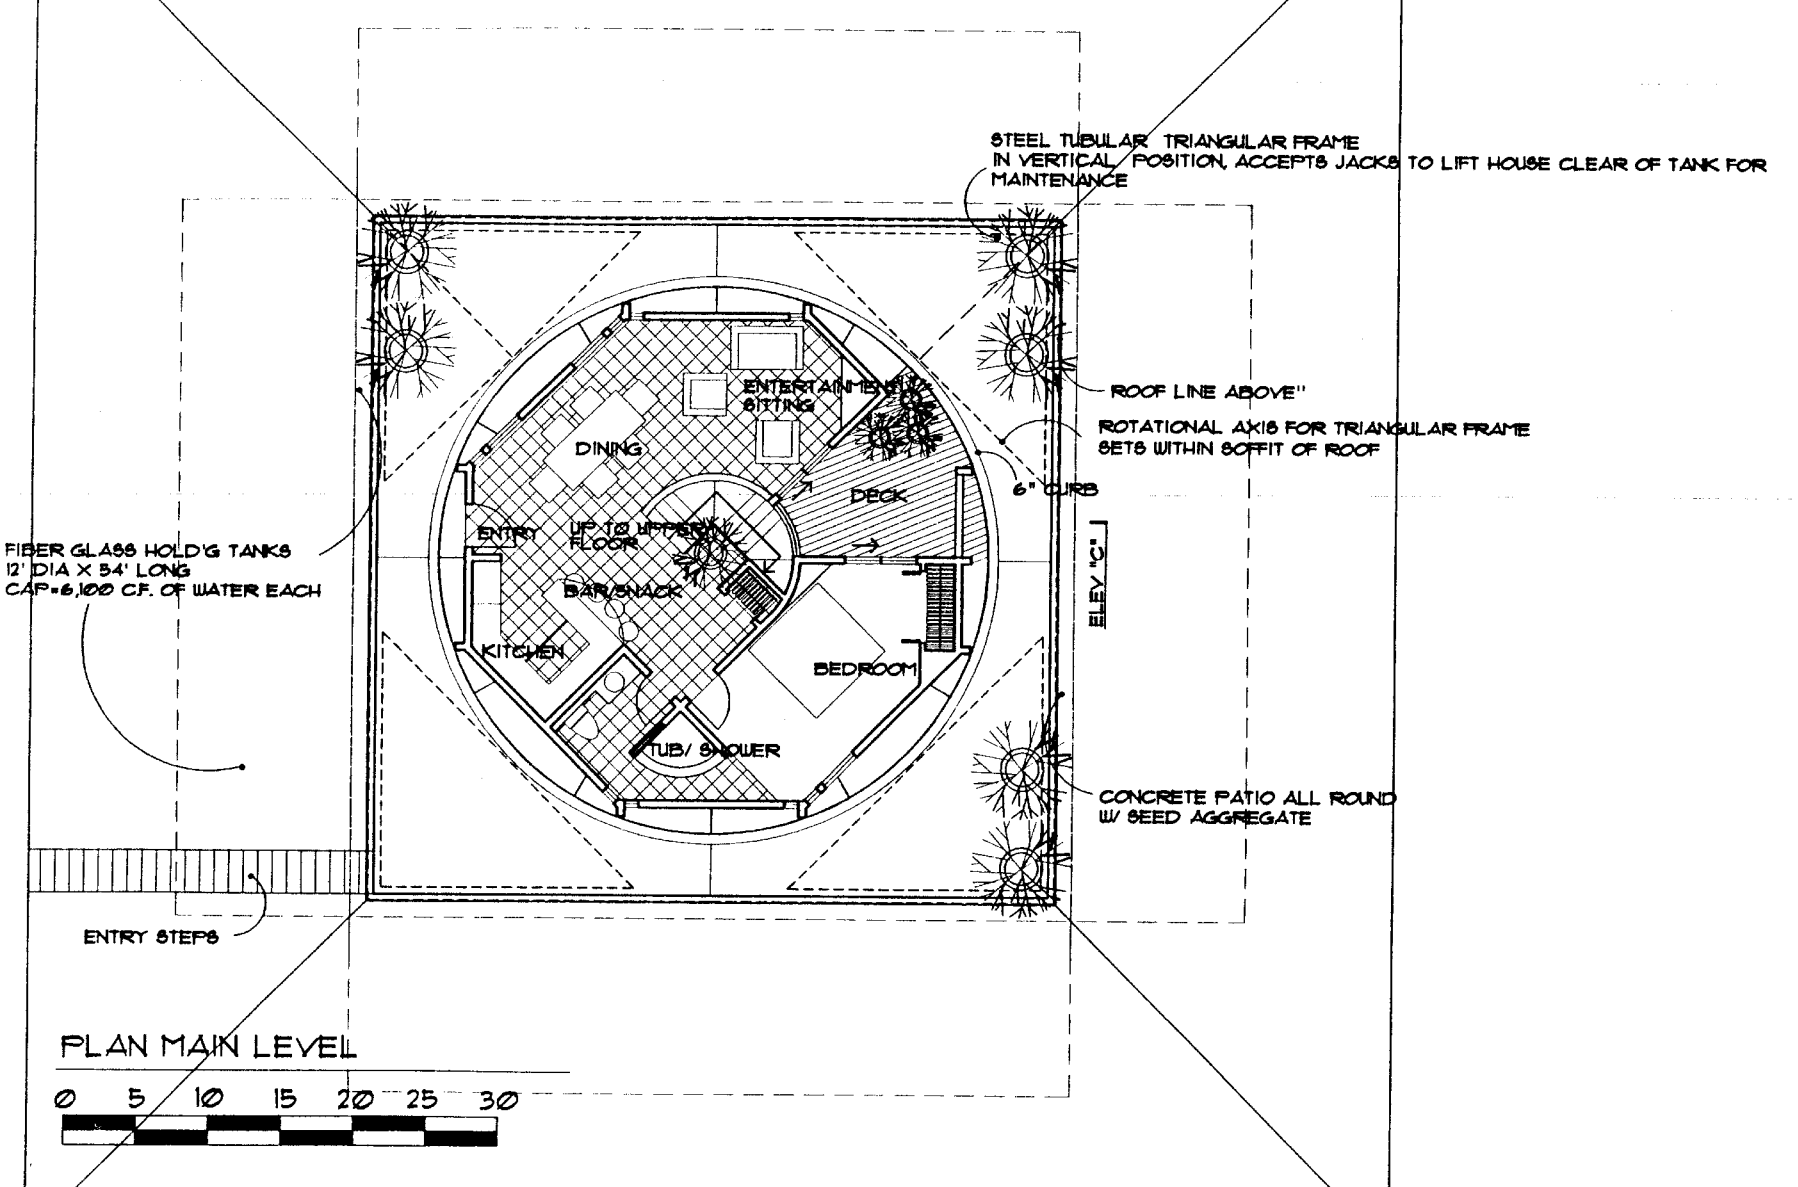 STEEL TUBULAR TRIANGULAR FRAME
IN VERTICAL POSITION, ACCEPTS JACKS TO LIFT HOUSE CLEAR OF TANK FOR
MAINTENANCE
ROOF LINE ABOVE"
ROTATIONAL AXIS FOR TRIANGULAR FRAME
SETS WITHIN SOFFIT OF ROOF
6" CURB
ENTERTAINMENT
SITTING
DINING
DECK
ENTRY
UP TO UPPER
FLOOR
BAR/SNACK
KITCHEN
BEDROOM
TUB/ SHOWER
ELEV "C"
FIBER GLASS HOLD'G TANKS
12' DIA X 54' LONG
CAP=6,100 C.F. OF WATER EACH
CONCRETE PATIO ALL ROUND
W/ SEED AGGREGATE
ENTRY STEPS
PLAN MAIN LEVEL
0 5 10 15 20 25 30